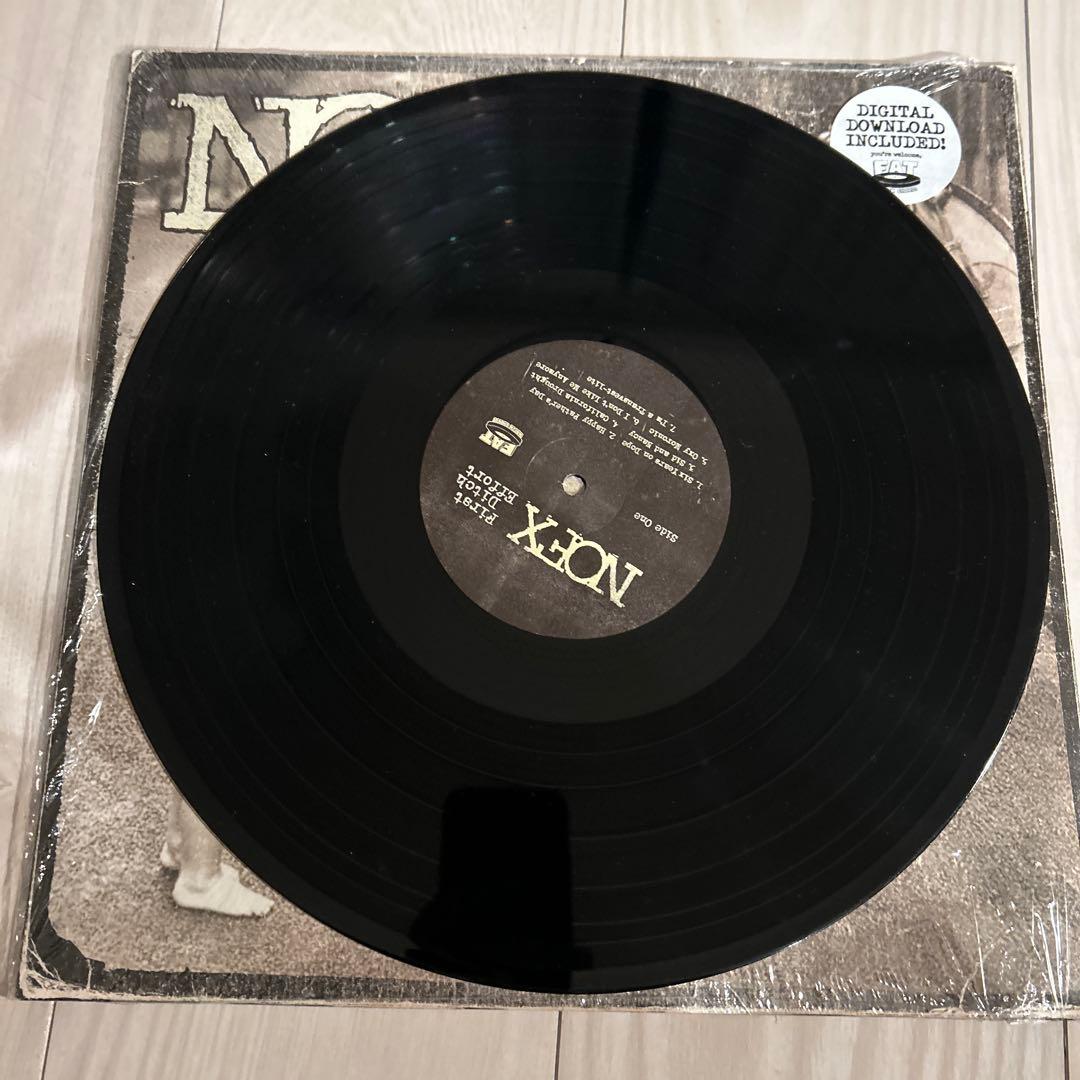 NO
DIGITAL
DOWNLOAD
INCLUDED!
you're welcome,
FAT
NOFX
First
Ditch
Effort
Side One
FAT
1. Six Years on Dope 2. Happy Father's Day
3. Sid and Nancy 4. California Drought
5. Oxy Moronic 6. I Don't Like Me Anymore
7. I'm a Transvest-lite